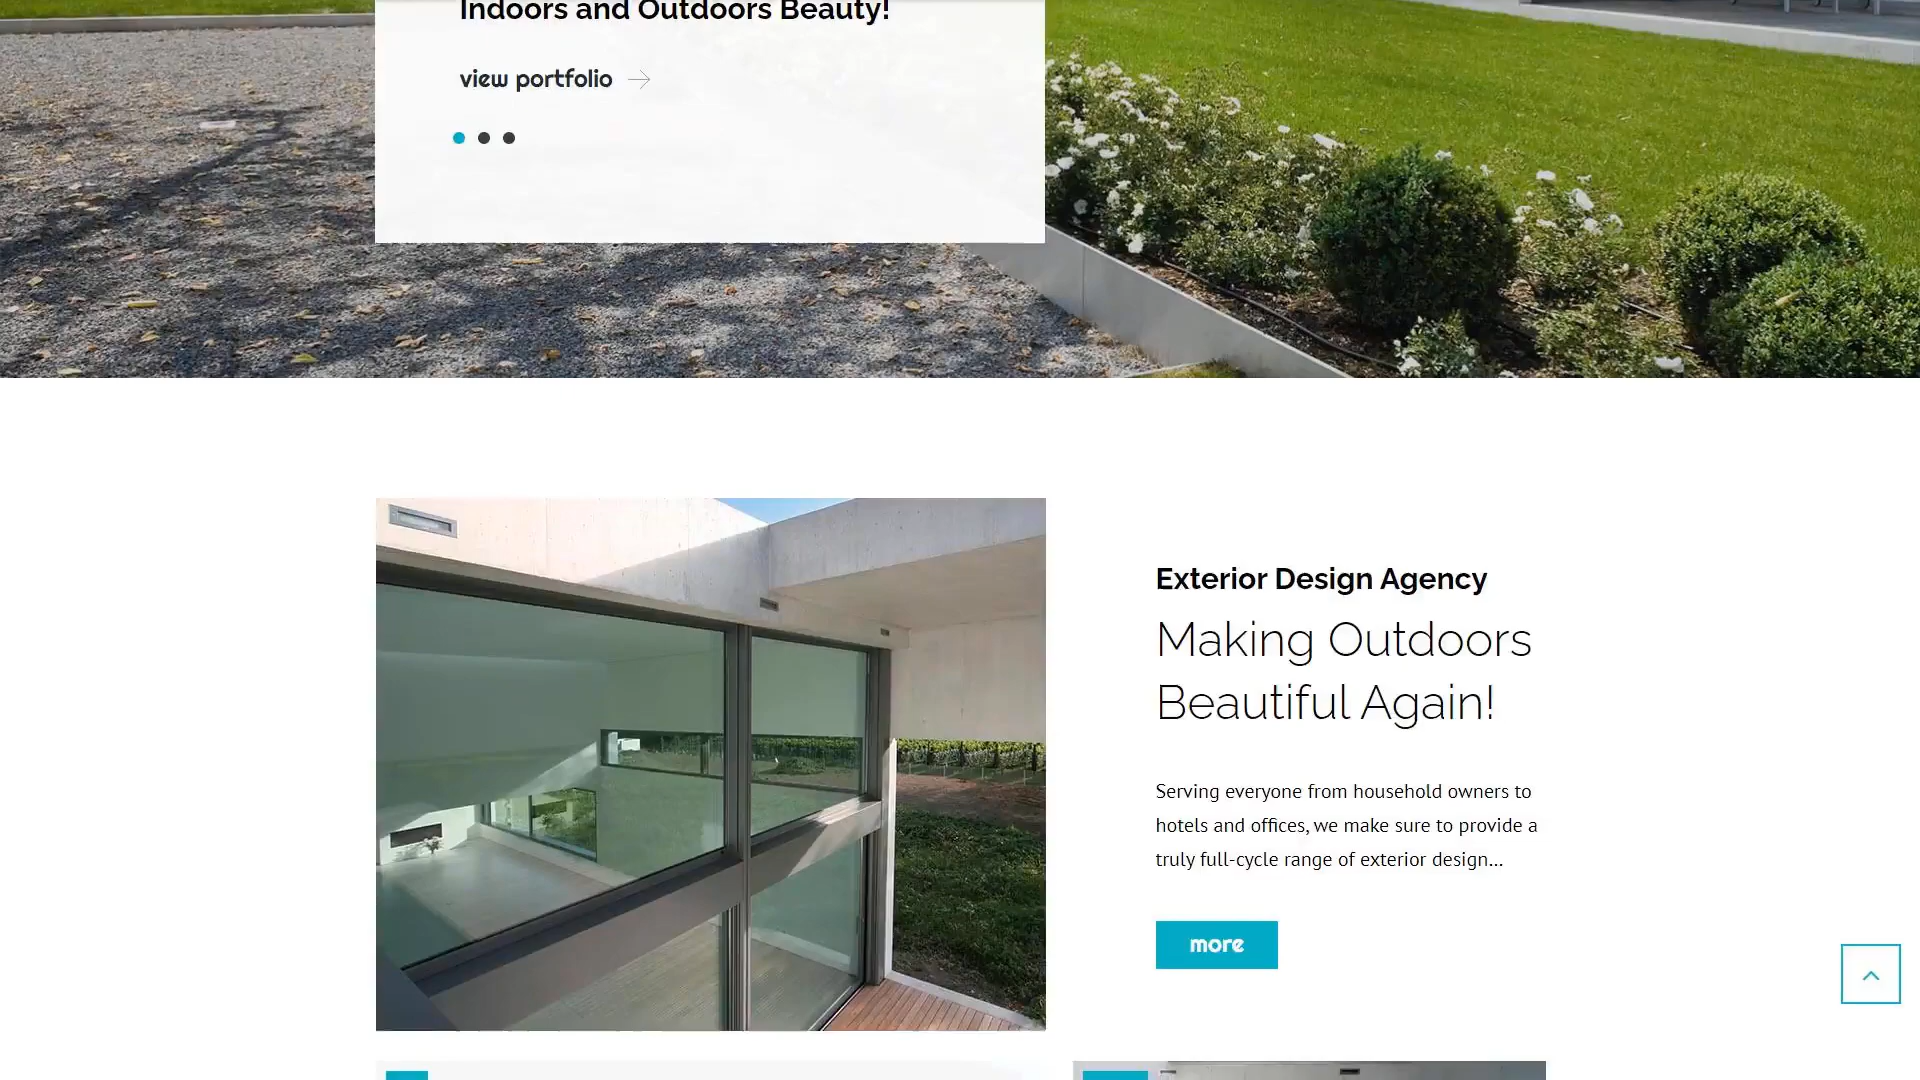 Indoors and Outdoors Beauty!
view portfolio
Exterior Design Agency
Making Outdoors
Beautiful Again!
Serving everyone from household owners to
hotels and offices, we make sure to provide a
truly full-cycle range of exterior design...
more